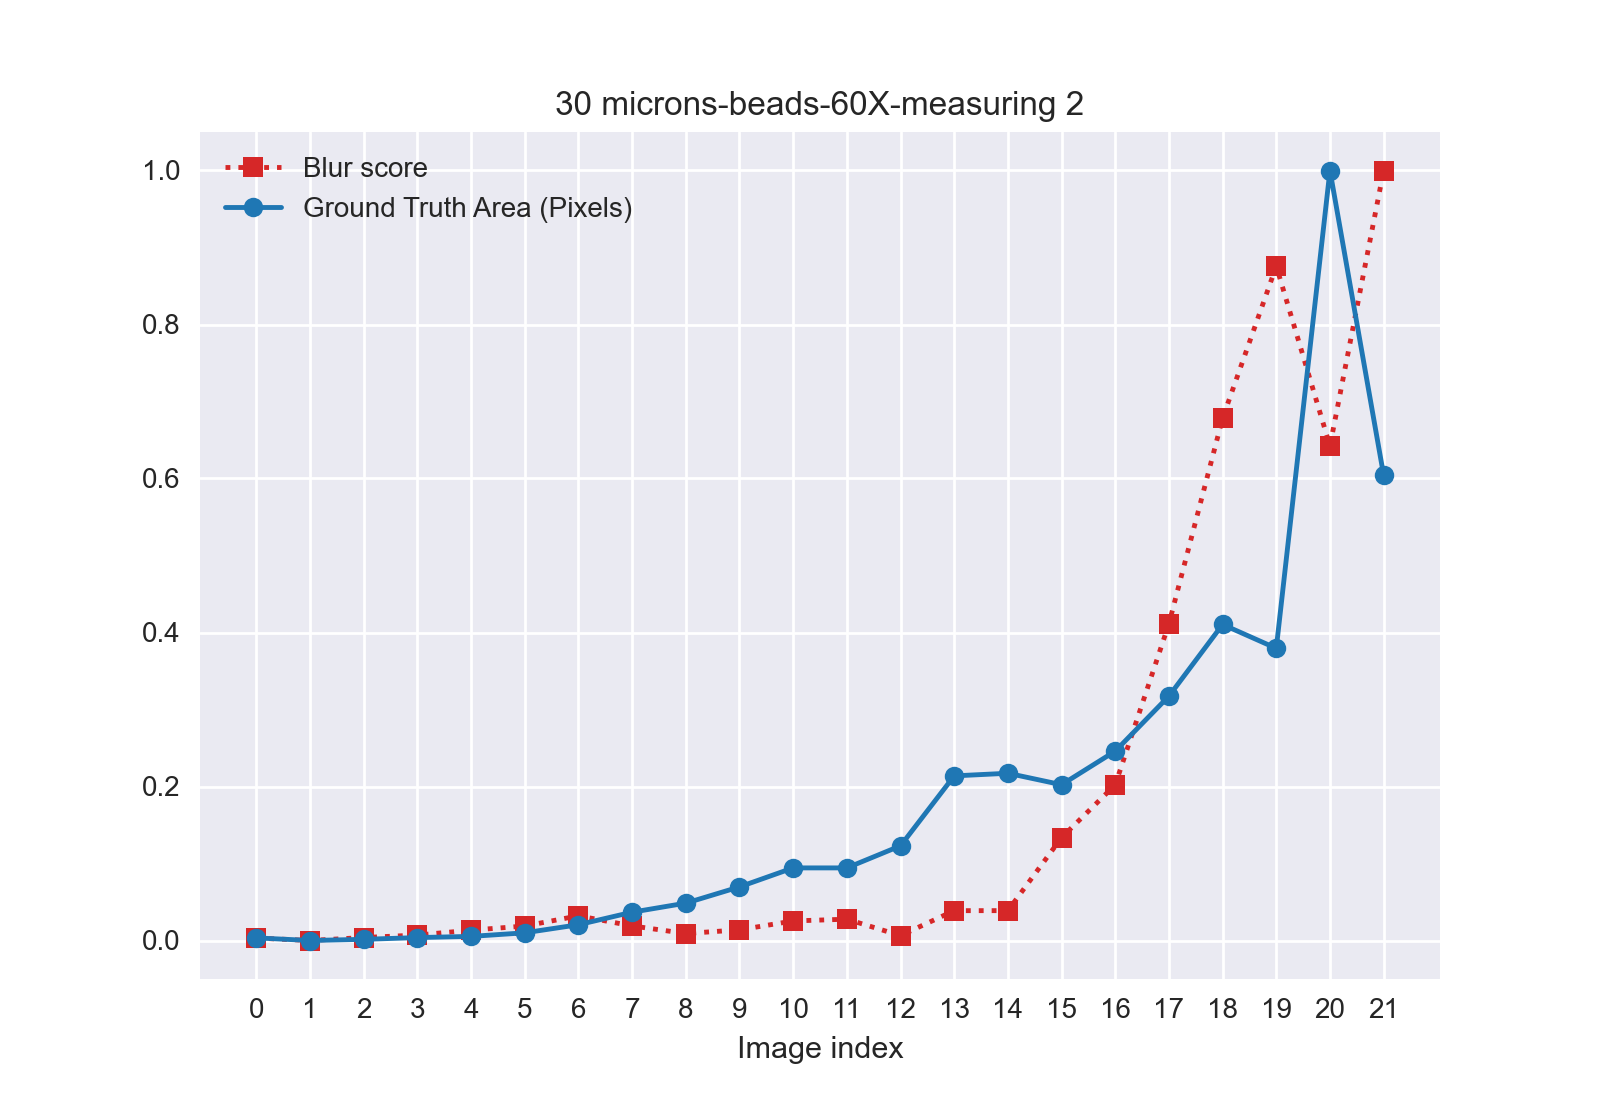 30 microns-beads-60X-measuring 2
Blur score
Ground Truth Area (Pixels)
1.0
0.8
0.6
0.4
0.2
0.0
0 1 2 3 4 5 6 7 8 9 10 11 12 13 14 15 16 17 18 19 20 21
Image index